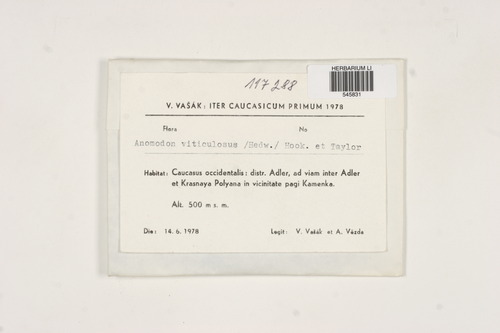 197288
HERBARIUM LI
545831
V. VAŠÁK: ITER CAUCASICUM PRIMUM 1978
Flora No
Anomodon viticulosus /Hedw./ Hook. et Taylor
Habitat: Caucasus occidentalis: distr. Adler, ad viam inter Adler
et Krasnaya Polyana in vicinitate pagi Kamenka.
Alt. 500 m s. m.
Die: 14. 6. 1978 Legit: V. Vašák et A. Vězda